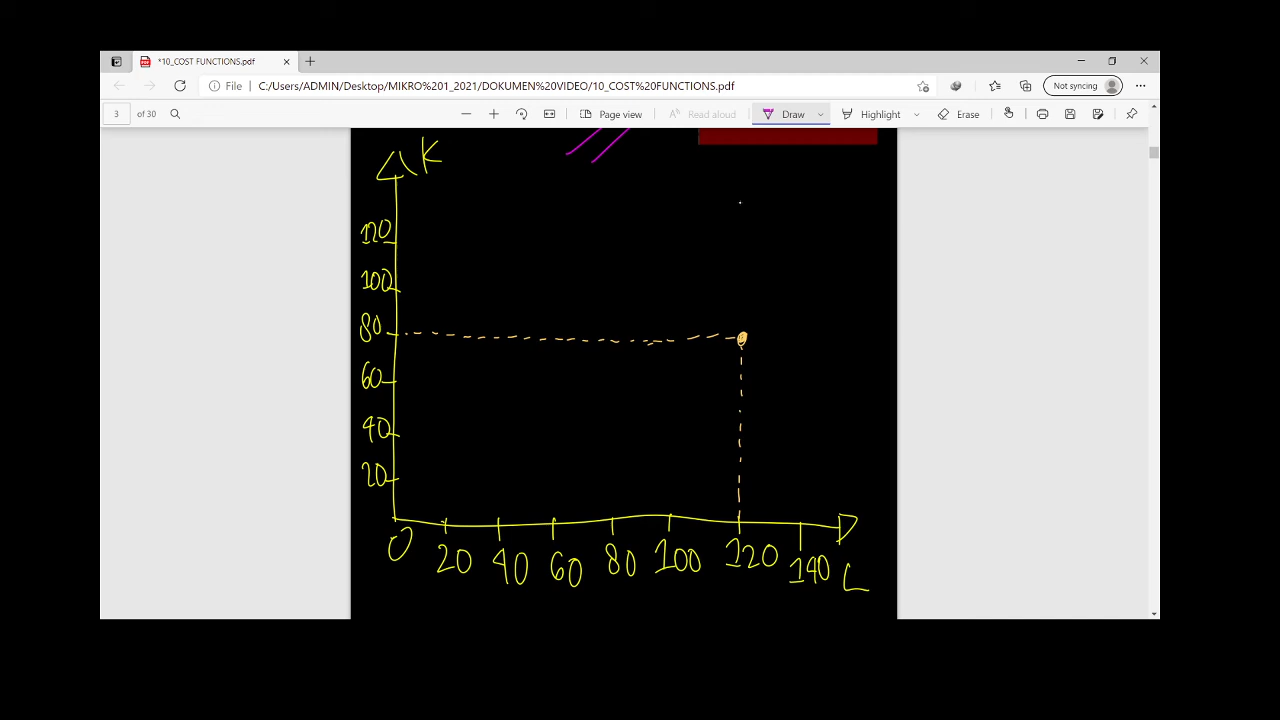 *10_COST FUNCTIONS.pdf
File C:/Users/ADMIN/Desktop/MIKRO%201_2021/DOKUMEN%20VIDEO/10_COST%20FUNCTIONS.pdf Not syncing
3 of 30 Page view Read aloud Draw Highlight Erase
K
120
100
80
60
40
20
0 20 40 60 80 100 120 140 L